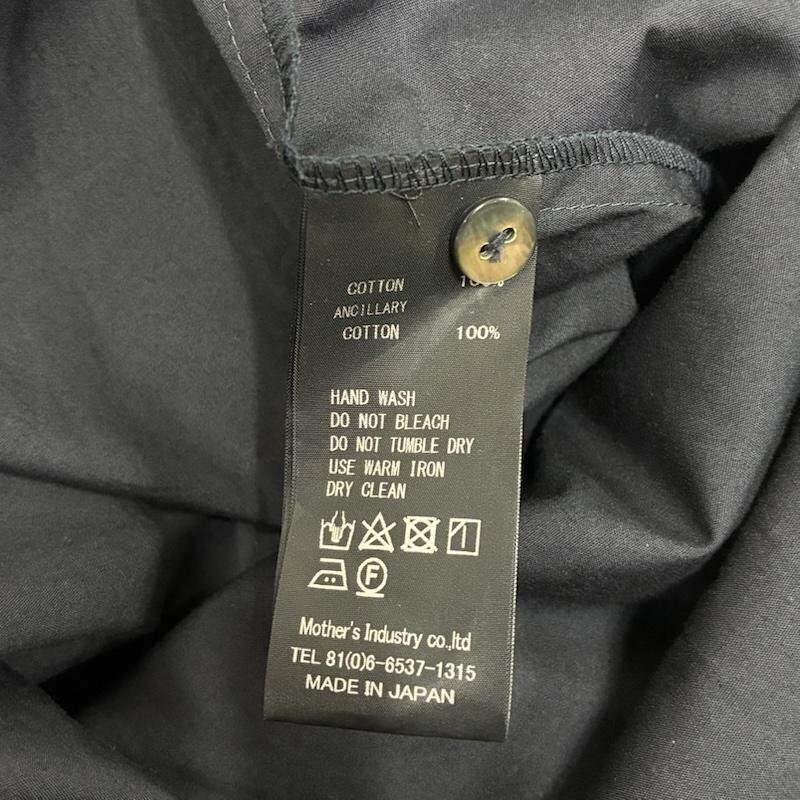 COTTON 100%
ANCILLARY
COTTON 100%
HAND WASH
DO NOT BLEACH
DO NOT TUMBLE DRY
USE WARM IRON
DRY CLEAN
F
Mother's Industry co.,ltd
TEL 81(0)6-6537-1315
MADE IN JAPAN